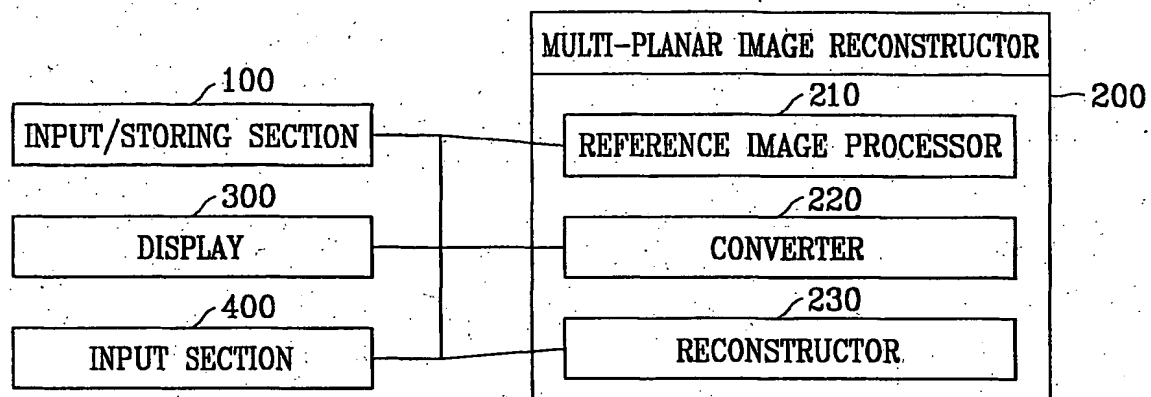 MULTI-PLANAR IMAGE RECONSTRUCTOR
200
100
INPUT/STORING SECTION
210
REFERENCE IMAGE PROCESSOR
300
DISPLAY
220
CONVERTER
400
INPUT SECTION
230
RECONSTRUCTOR